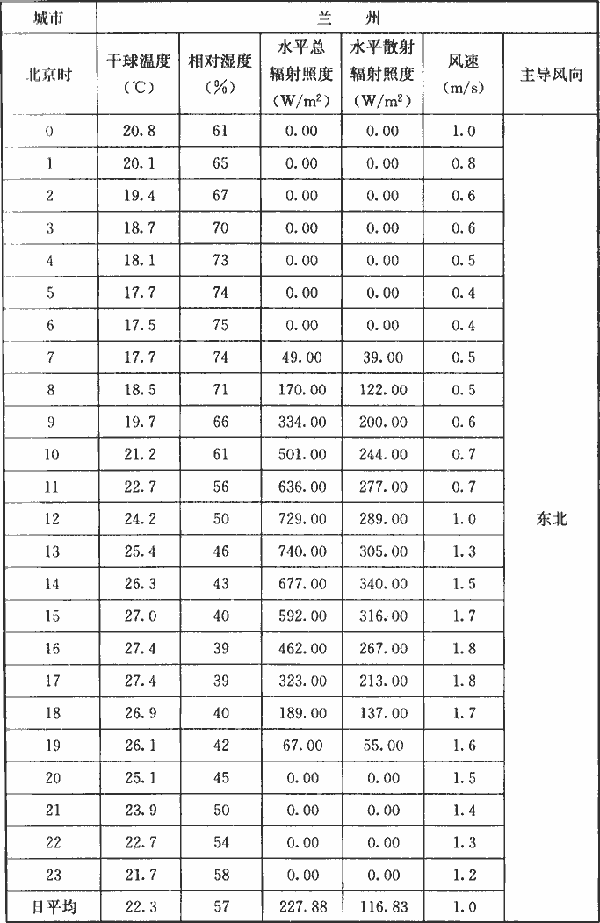 城市 兰 州
北京时 干球温度(℃) 相对湿度(%) 水平总辐射照度(W/m²) 水平散射辐射照度(W/m²) 风速(m/s) 主导风向
0 20.8 61 0.00 0.00 1.0
1 20.1 65 0.00 0.00 0.8
2 19.4 67 0.00 0.00 0.6
3 18.7 70 0.00 0.00 0.6
4 18.1 73 0.00 0.00 0.5
5 17.7 74 0.00 0.00 0.4
6 17.5 75 0.00 0.00 0.4
7 17.7 74 49.00 39.00 0.5
8 18.5 71 170.00 122.00 0.5
9 19.7 66 334.00 200.00 0.6
10 21.2 61 501.00 244.00 0.7
11 22.7 56 636.00 277.00 0.7
12 24.2 50 729.00 289.00 1.0 东北
13 25.4 46 740.00 305.00 1.3
14 26.3 43 677.00 340.00 1.5
15 27.0 40 592.00 316.00 1.7
16 27.4 39 462.00 267.00 1.8
17 27.4 39 323.00 213.00 1.8
18 26.9 40 189.00 137.00 1.7
19 26.1 42 67.00 55.00 1.6
20 25.1 45 0.00 0.00 1.5
21 23.9 50 0.00 0.00 1.4
22 22.7 54 0.00 0.00 1.3
23 21.7 58 0.00 0.00 1.2
日平均 22.3 57 227.88 116.83 1.0